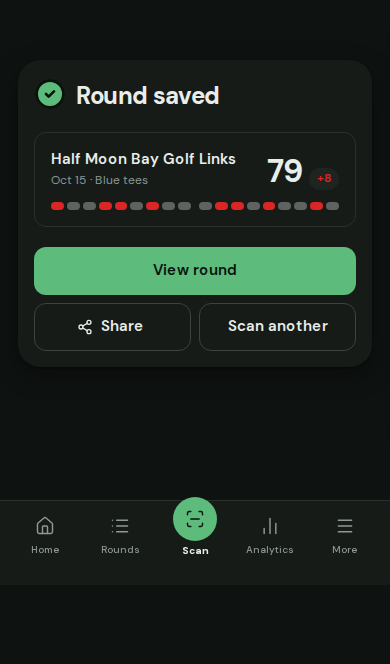 Round saved
Half Moon Bay Golf Links
Oct 15 · Blue tees
79 +8
View round
Share
Scan another
Home
Rounds
Scan
Analytics
More